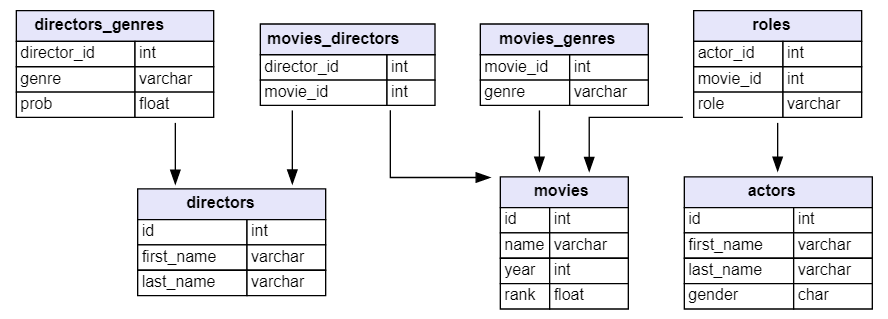 directors_genres
director_id int
genre varchar
prob float
movies_directors
director_id int
movie_id int
movies_genres
movie_id int
genre varchar
roles
actor_id int
movie_id int
role varchar
directors
id int
first_name varchar
last_name varchar
movies
id int
name varchar
year int
rank float
actors
id int
first_name varchar
last_name varchar
gender char